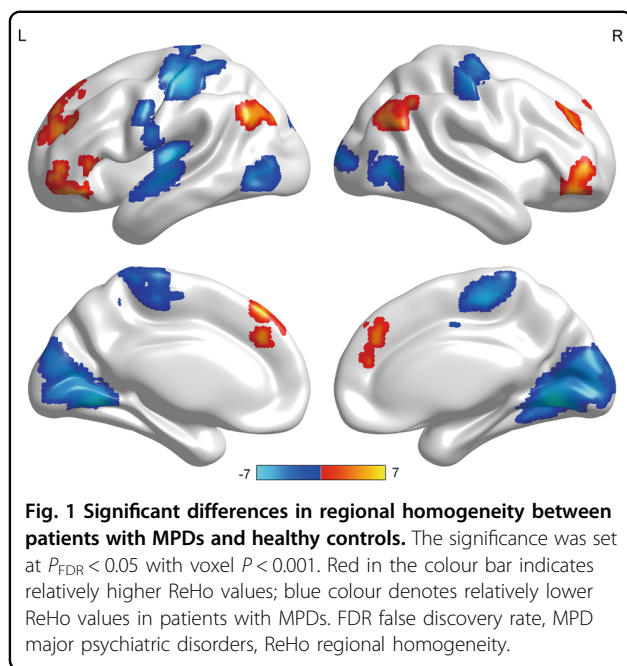 L
R
-7
7
Fig. 1 Significant differences in regional homogeneity between
patients with MPDs and healthy controls. The significance was set
at P_FDR < 0.05 with voxel P < 0.001. Red in the colour bar indicates
relatively higher ReHo values; blue colour denotes relatively lower
ReHo values in patients with MPDs. FDR false discovery rate, MPD
major psychiatric disorders, ReHo regional homogeneity.